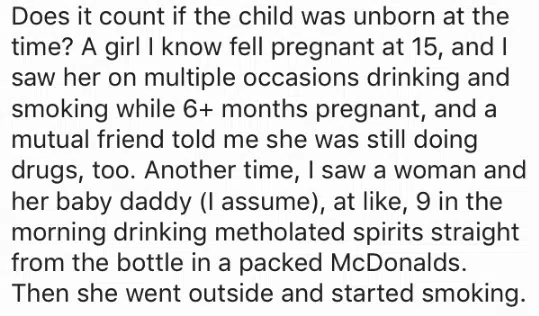 Does it count if the child was unborn at the
time? A girl I know fell pregnant at 15, and I
saw her on multiple occasions drinking and
smoking while 6+ months pregnant, and a
mutual friend told me she was still doing
drugs, too. Another time, I saw a woman and
her baby daddy (I assume), at like, 9 in the
morning drinking metholated spirits straight
from the bottle in a packed McDonalds.
Then she went outside and started smoking.